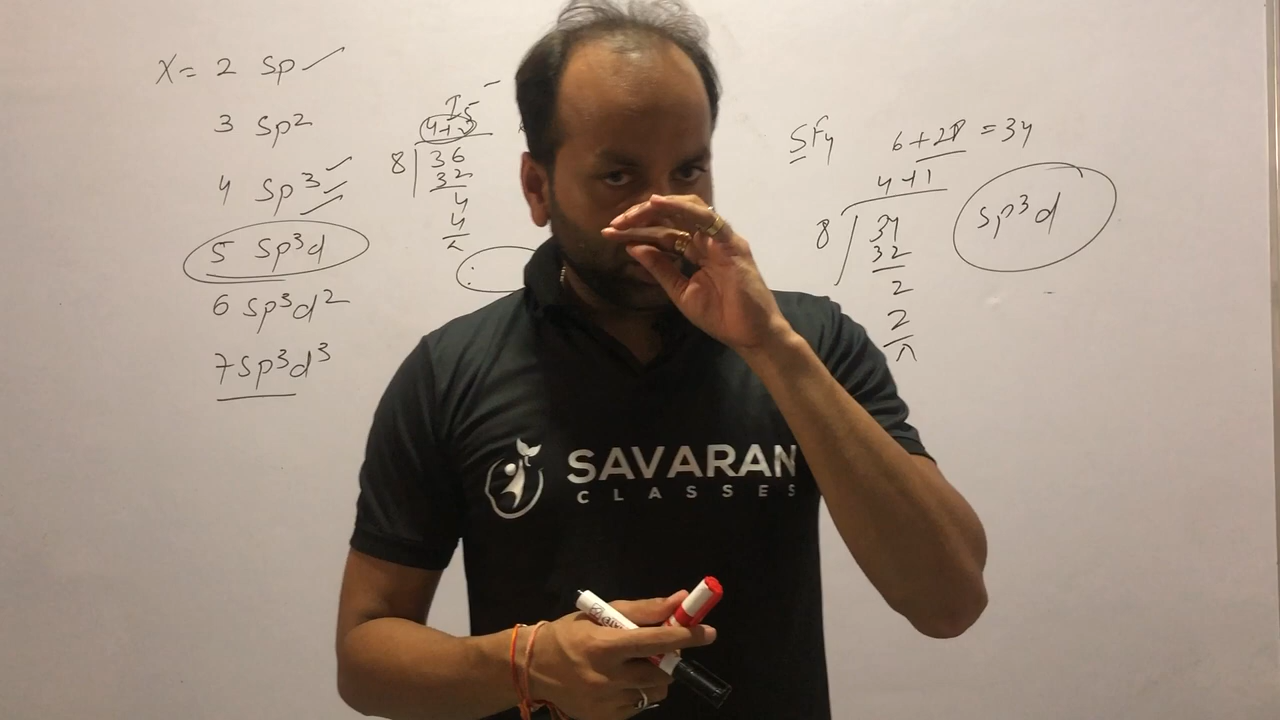 X = 2 sp
3 sp2
4 sp3
5 sp3d
6 sp3d2
7 sp3d3
8 36
32
4
4
SF4
6 + 28 = 34
4+1
8 34
32
2
2
sp3d
SAVARAN
CLASSES